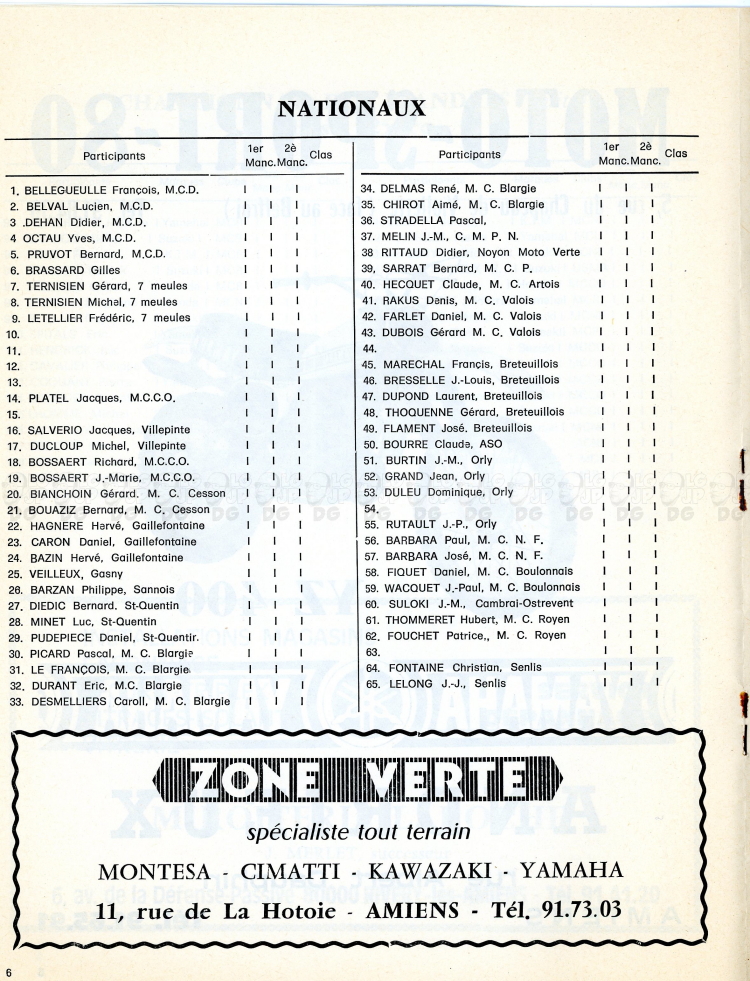 NATIONAUX
Participants 1er Manc. 2è Manc. Clas
1. BELLEGUEULLE François, M.C.D.
2. BELVAL Lucien, M.C.D.
3 .DEHAN Didier, M.C.D.
4 OCTAU Yves, M.C.D.
5. PRUVOT Bernard, M.C.D.
6. BRASSARD Gilles
7. TERNISIEN Gérard, 7 meules
8. TERNISIEN Michel, 7 meules
9. LETELLIER Frédéric, 7 meules
10.
11.
12.
13.
14. PLATEL Jacques, M.C.C.O.
15.
16. SALVERIO Jacques, Villepinte
17. DUCLOUP Michel, Villepinte
18. BOSSAERT Richard, M.C.C.O.
19. BOSSAERT J.-Marie, M.C.C.O.
20. BIANCHOIN Gérard, M. C. Cesson
21. BOUAZIZ Bernard, M. C. Cesson
22. HAGNERE Hervé, Gaillefontaine
23. CARON Daniel, Gaillefontaine
24. BAZIN Hervé, Gaillefontaine
25. VEILLEUX, Gasny
26. BARZAN Philippe, Sannois
27. DIEDIC Bernard. St-Quentin
28. MINET Luc, St-Quentin
29. PUDEPIECE Daniel, St-Quentin.
30. PICARD Pascal, M. C. Blargie
31. LE FRANÇOIS, M. C. Blargie
32. DURANT Eric, M.C. Blargie
33. DESMELLIERS Caroll, M. C. Blargie
Participants 1er Manc. 2è Manc. Clas
34. DELMAS René, M. C. Blargie
35. CHIROT Aimé, M. C. Blargie
36. STRADELLA Pascal,
37. MELIN J.-M., C. M. P. N.
38 RITTAUD Didier, Noyon Moto Verte
39. SARRAT Bernard, M. C. P.
40. HECQUET Claude, M. C. Artois
41. RAKUS Denis, M. C. Valois
42. FARLET Daniel, M. C. Valois
43. DUBOIS Gérard M. C. Valois
44.
45. MARECHAL Françis, Breteuillois
46. BRESSELLE J.-Louis, Breteuillois
47. DUPOND Laurent, Breteuillois
48. THOQUENNE Gérard, Breteuillois
49. FLAMENT José. Breteuillois
50. BOURRE Claude, ASO
51. BURTIN J.-M., Orly
52. GRAND Jean, Orly
53. DULEU Dominique, Orly
54.
55. RUTAULT J.-P., Orly
56. BARBARA Paul, M. C. N. F.
57. BARBARA José, M. C. N. F.
58. FIQUET Daniel, M. C. Boulonnais
59. WACQUET J.-Paul, M. C. Boulonnais
60. SULOKI J.-M., Cambrai-Ostrevent
61. THOMMERET Hubert, M. C. Royen
62. FOUCHET Patrice,, M. C. Royen
63.
64. FONTAINE Christian, Senlis
65. LELONG J.-J., Senlis
ZONE VERTE
spécialiste tout terrain
MONTESA - CIMATTI - KAWAZAKI - YAMAHA
11, rue de La Hotoie - AMIENS - Tél. 91.73.03
6